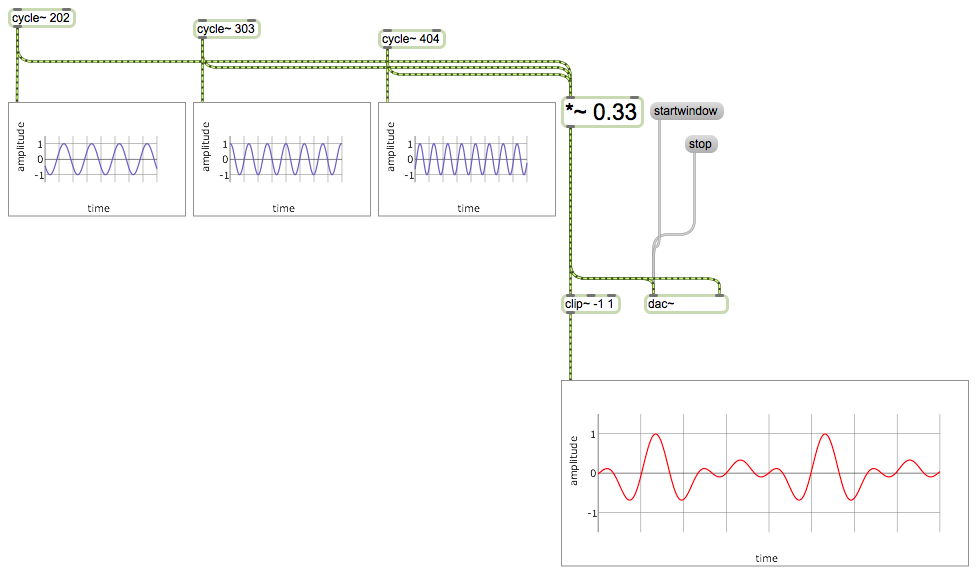 cycle~ 202
cycle~ 303
cycle~ 404
*~ 0.33
startwindow
stop
amplitude
1
0
-1
time
amplitude
1
0
-1
time
amplitude
1
0
-1
time
clip~ -1 1
dac~
amplitude
1
0
-1
time